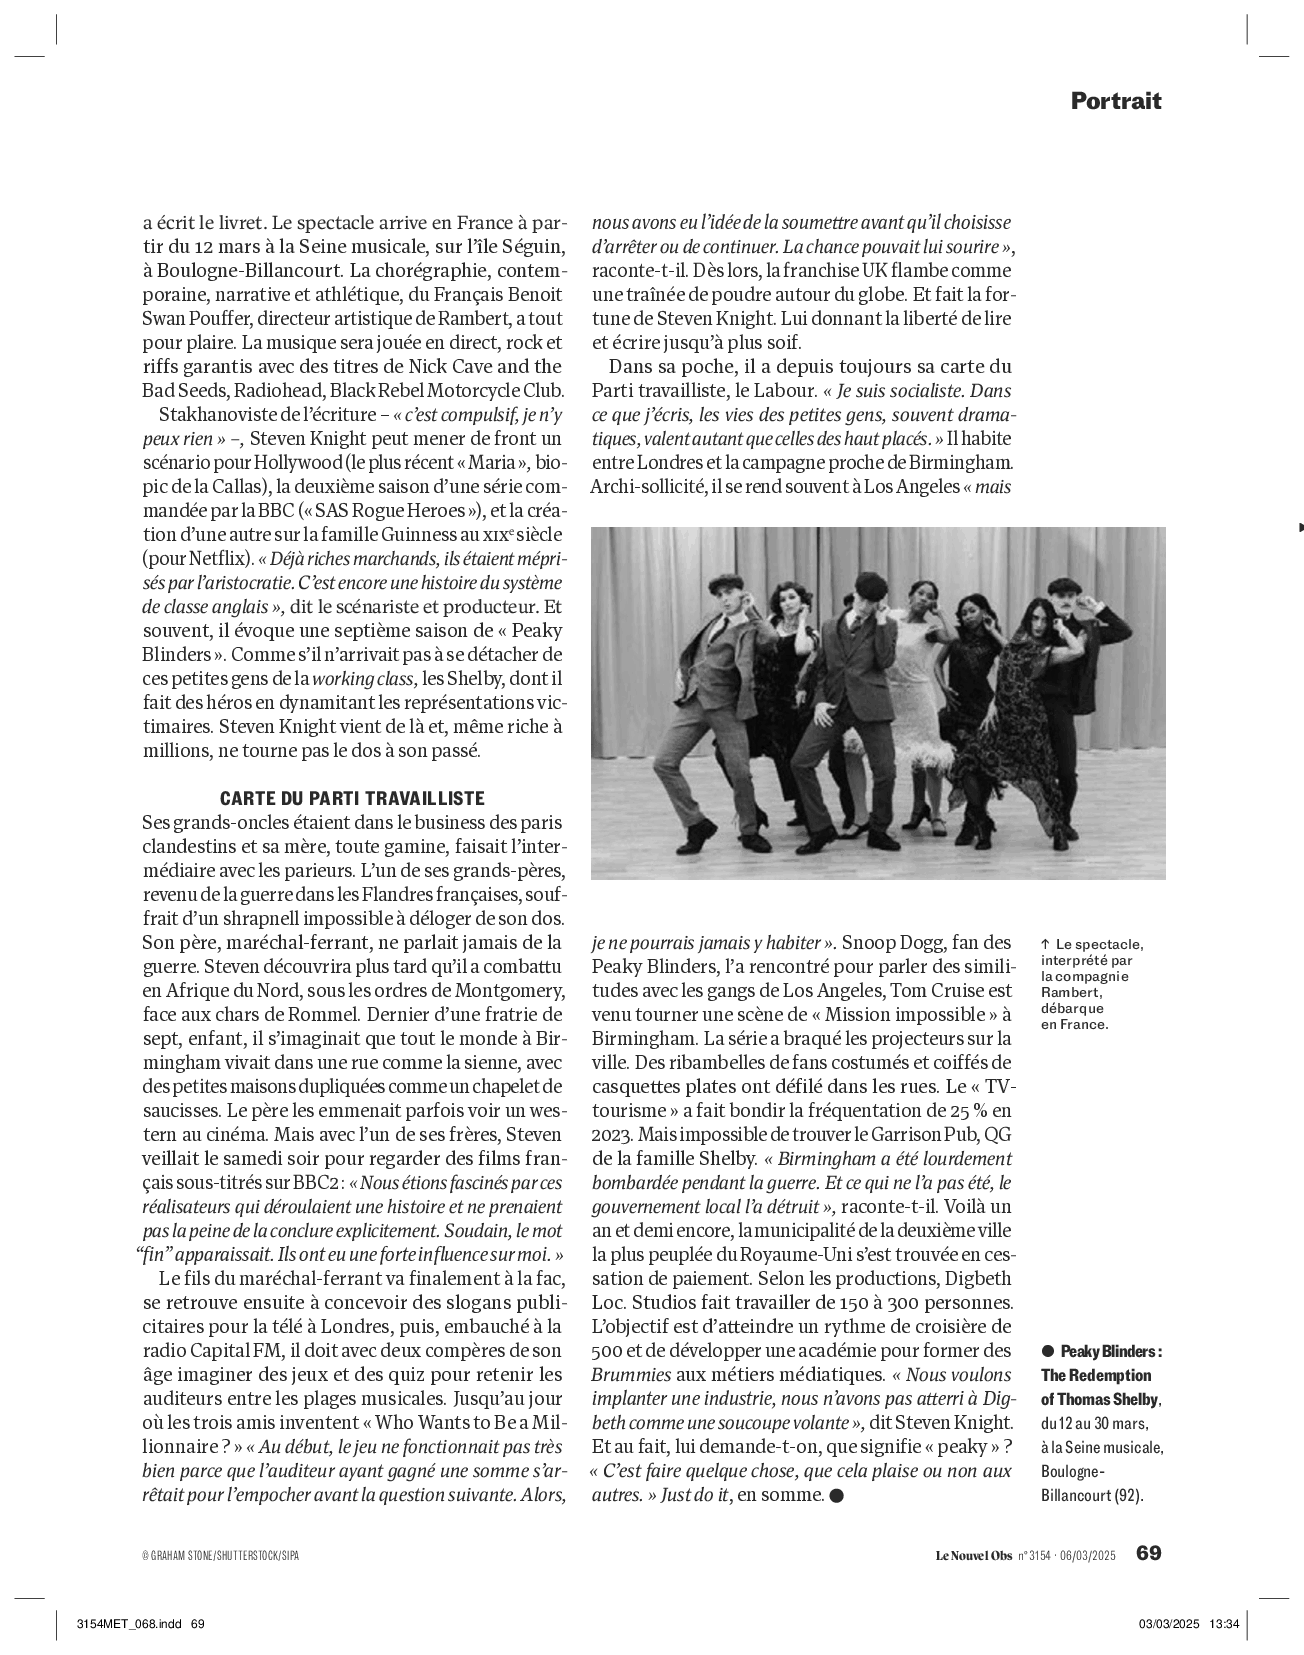 Portrait
a écrit le livret. Le spectacle arrive en France à par-
tir du 12 mars à la Seine musicale, sur l’île Séguin,
à Boulogne-Billancourt. La chorégraphie, contem-
poraine, narrative et athlétique, du Français Benoit
Swan Pouffer, directeur artistique de Rambert, a tout
pour plaire. La musique sera jouée en direct, rock et
riffs garantis avec des titres de Nick Cave and the
Bad Seeds, Radiohead, Black Rebel Motorcycle Club.
Stakhanoviste de l’écriture – « c’est compulsif, je n’y
peux rien » –, Steven Knight peut mener de front un
scénario pour Hollywood (le plus récent « Maria », bio-
pic de la Callas), la deuxième saison d’une série com-
mandée par la BBC (« SAS Rogue Heroes »), et la créa-
tion d’une autre sur la famille Guinness au XIXe siècle
(pour Netflix). « Déjà riches marchands, ils étaient mépri-
sés par l’aristocratie. C’est encore une histoire du système
de classe anglais », dit le scénariste et producteur. Et
souvent, il évoque une septième saison de « Peaky
Blinders ». Comme s’il n’arrivait pas à se détacher de
ces petites gens de la working class, les Shelby, dont il
fait des héros en dynamitant les représentations vic-
timaires. Steven Knight vient de là et, même riche à
millions, ne tourne pas le dos à son passé.
CARTE DU PARTI TRAVAILLISTE
Ses grands-oncles étaient dans le business des paris
clandestins et sa mère, toute gamine, faisait l’inter-
médiaire avec les parieurs. L’un de ses grands-pères,
revenu de la guerre dans les Flandres françaises, souf-
frait d’un shrapnell impossible à déloger de son dos.
Son père, maréchal-ferrant, ne parlait jamais de la
guerre. Steven découvrira plus tard qu’il a combattu
en Afrique du Nord, sous les ordres de Montgomery,
face aux chars de Rommel. Dernier d’une fratrie de
sept, enfant, il s’imaginait que tout le monde à Bir-
mingham vivait dans une rue comme la sienne, avec
des petites maisons dupliquées comme un chapelet de
saucisses. Le père les emmenait parfois voir un wes-
tern au cinéma. Mais avec l’un de ses frères, Steven
veillait le samedi soir pour regarder des films fran-
çais sous-titrés sur BBC2 : « Nous étions fascinés par ces
réalisateurs qui déroulaient une histoire et ne prenaient
pas la peine de la conclure explicitement. Soudain, le mot
“fin” apparaissait. Ils ont eu une forte influence sur moi. »
Le fils du maréchal-ferrant va finalement à la fac,
se retrouve ensuite à concevoir des slogans publi-
citaires pour la télé à Londres, puis, embauché à la
radio Capital FM, il doit avec deux compères de son
âge imaginer des jeux et des quiz pour retenir les
auditeurs entre les plages musicales. Jusqu’au jour
où les trois amis inventent « Who Wants to Be a Mil-
lionnaire ? » « Au début, le jeu ne fonctionnait pas très
bien parce que l’auditeur ayant gagné une somme s’ar-
rêtait pour l’empocher avant la question suivante. Alors,
nous avons eu l’idée de la soumettre avant qu’il choisisse
d’arrêter ou de continuer. La chance pouvait lui sourire »,
raconte-t-il. Dès lors, la franchise UK flambe comme
une traînée de poudre autour du globe. Et fait la for-
tune de Steven Knight. Lui donnant la liberté de lire
et écrire jusqu’à plus soif.
Dans sa poche, il a depuis toujours sa carte du
Parti travailliste, le Labour. « Je suis socialiste. Dans
ce que j’écris, les vies des petites gens, souvent drama-
tiques, valent autant que celles des haut placés. » Il habite
entre Londres et la campagne proche de Birmingham.
Archi-sollicité, il se rend souvent à Los Angeles « mais
je ne pourrais jamais y habiter ». Snoop Dogg, fan des
Peaky Blinders, l’a rencontré pour parler des simili-
tudes avec les gangs de Los Angeles, Tom Cruise est
venu tourner une scène de « Mission impossible » à
Birmingham. La série a braqué les projecteurs sur la
ville. Des ribambelles de fans costumés et coiffés de
casquettes plates ont défilé dans les rues. Le « TV-
tourisme » a fait bondir la fréquentation de 25 % en
2023. Mais impossible de trouver le Garrison Pub, QG
de la famille Shelby. « Birmingham a été lourdement
bombardée pendant la guerre. Et ce qui ne l’a pas été, le
gouvernement local l’a détruit », raconte-t-il. Voilà un
an et demi encore, la municipalité de la deuxième ville
la plus peuplée du Royaume-Uni s’est trouvée en ces-
sation de paiement. Selon les productions, Digbeth
Loc. Studios fait travailler de 150 à 300 personnes.
L’objectif est d’atteindre un rythme de croisière de
500 et de développer une académie pour former des
Brummies aux métiers médiatiques. « Nous voulons
implanter une industrie, nous n’avons pas atterri à Dig-
beth comme une soucoupe volante », dit Steven Knight.
Et au fait, lui demande-t-on, que signifie « peaky » ?
« C’est faire quelque chose, que cela plaise ou non aux
autres. » Just do it, en somme. ●
↑ Le spectacle,
interprété par
la compagnie
Rambert,
débarque
en France.
● Peaky Blinders :
The Redemption
of Thomas Shelby,
du 12 au 30 mars,
à la Seine musicale,
Boulogne-
Billancourt (92).
© GRAHAM STONE/SHUTTERSTOCK/SIPA
Le Nouvel Obs n° 3154 · 06/03/2025 69
3154MET_068.indd 69
03/03/2025 13:34